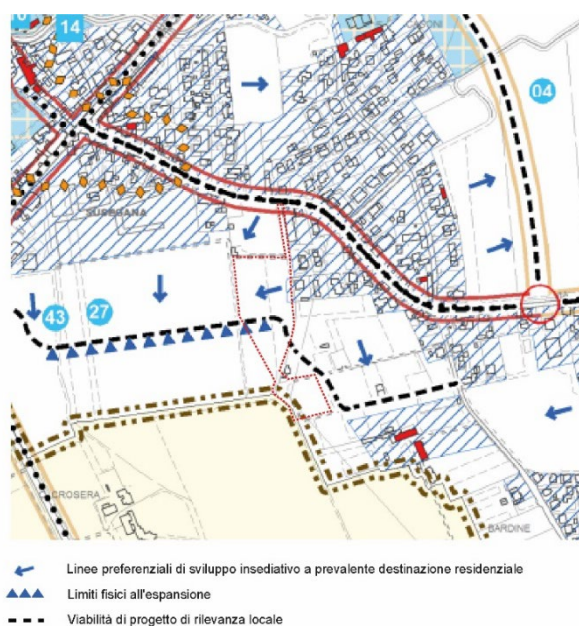 14
04
SUREGANA
43
27
CROSERA
BARDINE
Linee preferenziali di sviluppo insediativo a prevalente destinazione residenziale
Limiti fisici all'espansione
Viabilità di progetto di rilevanza locale